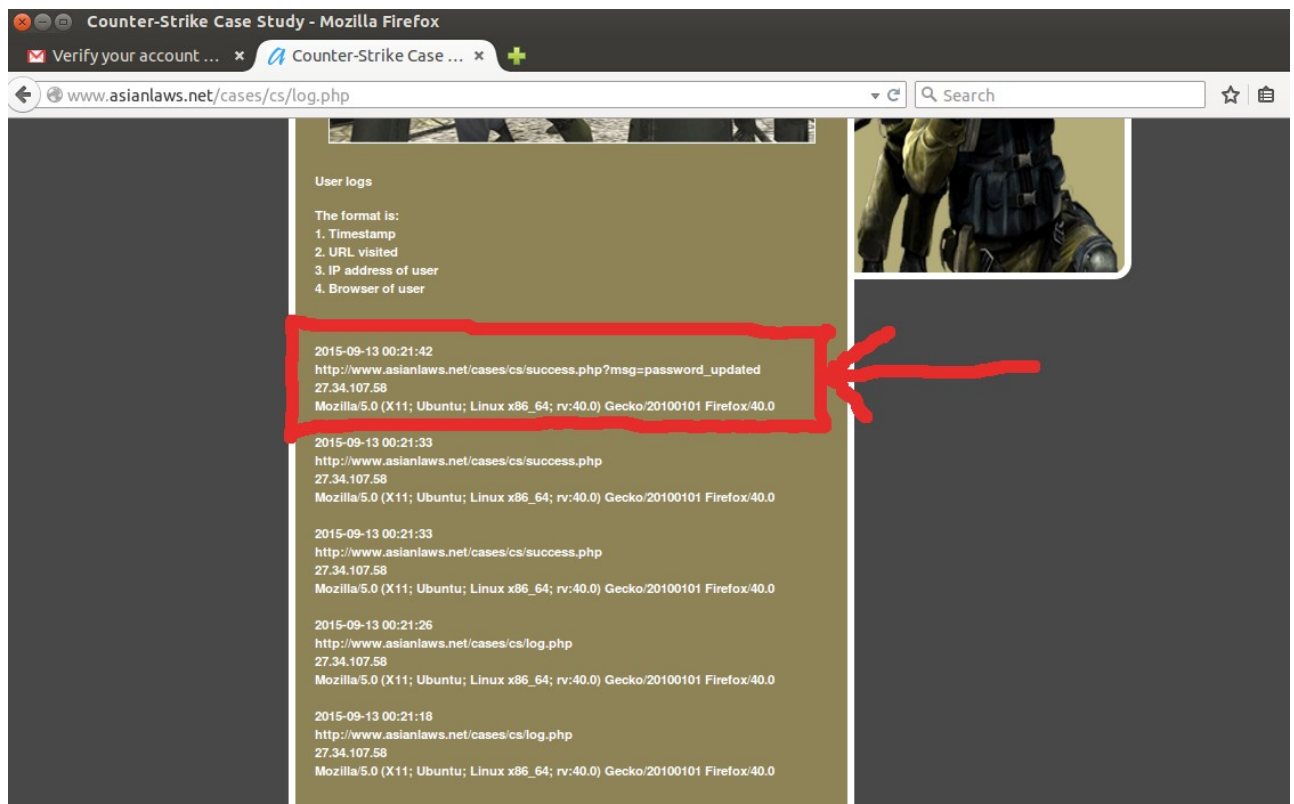 Counter-Strike Case Study - Mozilla Firefox
Verify your account ...
Counter-Strike Case ...
www.asianlaws.net/cases/cs/log.php
Search
User logs
The format is:
1. Timestamp
2. URL visited
3. IP address of user
4. Browser of user
2015-09-13 00:21:42
http://www.asianlaws.net/cases/cs/success.php?msg=password_updated
27.34.107.58
Mozilla/5.0 (X11; Ubuntu; Linux x86_64; rv:40.0) Gecko/20100101 Firefox/40.0
2015-09-13 00:21:33
http://www.asianlaws.net/cases/cs/success.php
27.34.107.58
Mozilla/5.0 (X11; Ubuntu; Linux x86_64; rv:40.0) Gecko/20100101 Firefox/40.0
2015-09-13 00:21:33
http://www.asianlaws.net/cases/cs/success.php
27.34.107.58
Mozilla/5.0 (X11; Ubuntu; Linux x86_64; rv:40.0) Gecko/20100101 Firefox/40.0
2015-09-13 00:21:26
http://www.asianlaws.net/cases/cs/log.php
27.34.107.58
Mozilla/5.0 (X11; Ubuntu; Linux x86_64; rv:40.0) Gecko/20100101 Firefox/40.0
2015-09-13 00:21:18
http://www.asianlaws.net/cases/cs/log.php
27.34.107.58
Mozilla/5.0 (X11; Ubuntu; Linux x86_64; rv:40.0) Gecko/20100101 Firefox/40.0